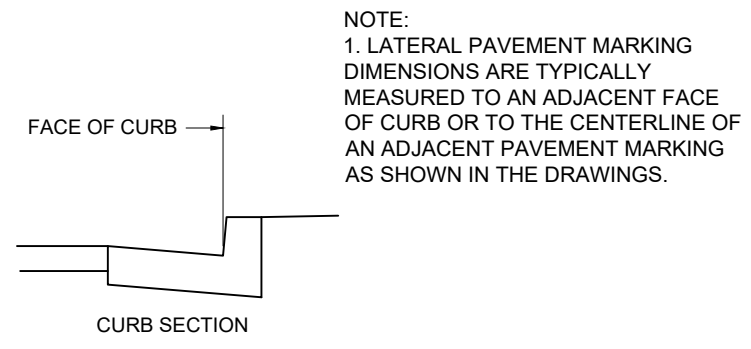 NOTE:
1. LATERAL PAVEMENT MARKING
DIMENSIONS ARE TYPICALLY
MEASURED TO AN ADJACENT FACE
OF CURB OR TO THE CENTERLINE OF
AN ADJACENT PAVEMENT MARKING
AS SHOWN IN THE DRAWINGS.
FACE OF CURB
CURB SECTION